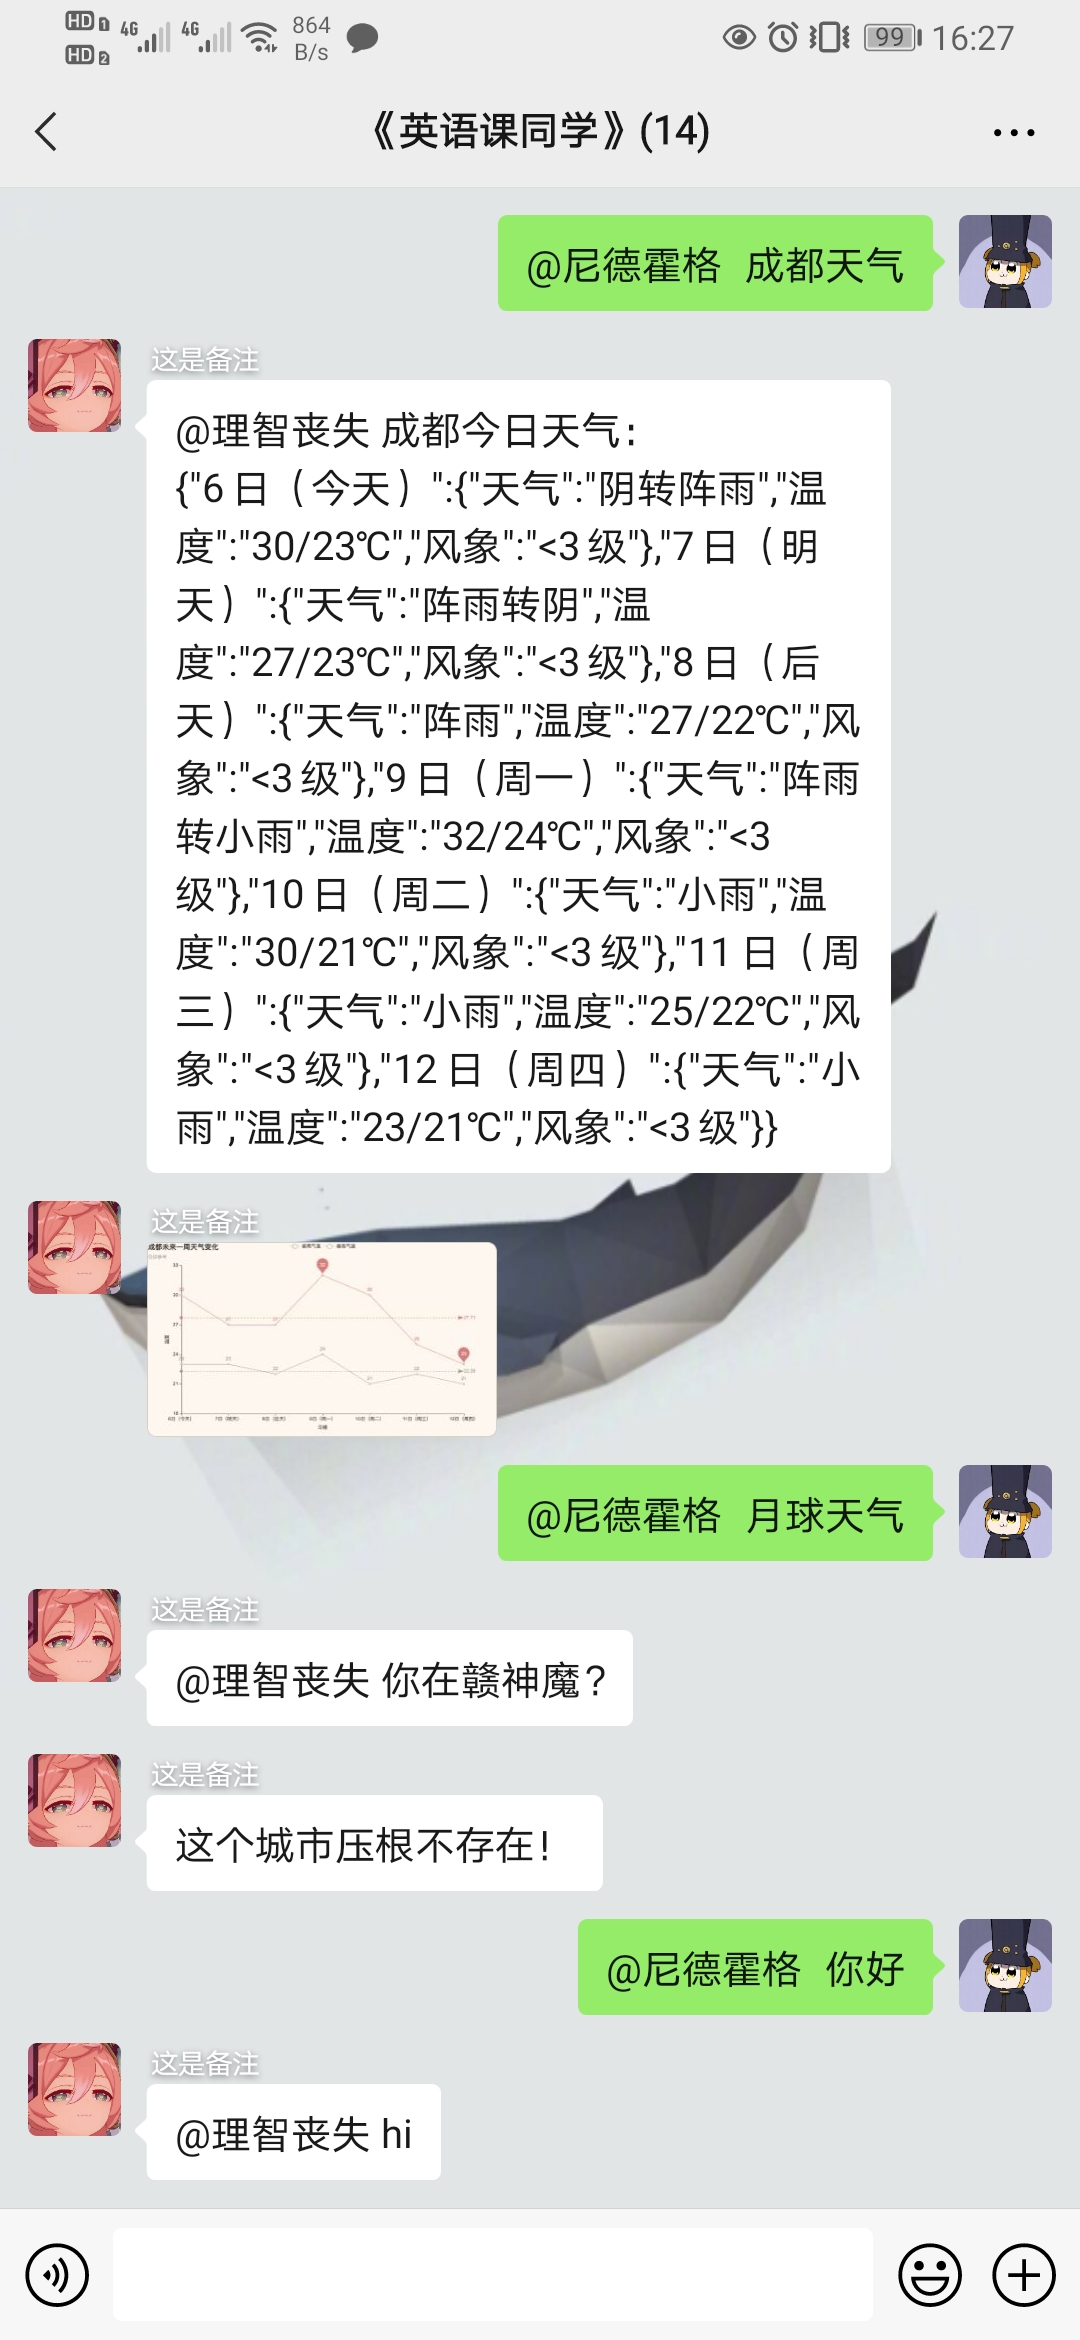 HD 1 4G 4G 864 B/s 99 16:27
HD 2
《英语课同学》(14)
@尼德霍格 成都天气
这是备注
@理智丧失 成都今日天气：
{"6日（今天）":{"天气":"阴转阵雨","温
度":"30/23℃","风象":"<3级"},"7日（明
天）":{"天气":"阵雨转阴","温
度":"27/23℃","风象":"<3级"},"8日（后
天）":{"天气":"阵雨","温度":"27/22℃","风
象":"<3级"},"9日（周一）":{"天气":"阵雨
转小雨","温度":"32/24℃","风象":"<3
级"},"10日（周二）":{"天气":"小雨","温
度":"30/21℃","风象":"<3级"},"11日（周
三）":{"天气":"小雨","温度":"25/22℃","风
象":"<3级"},"12日（周四）":{"天气":"小
雨","温度":"23/21℃","风象":"<3级"}}
这是备注
成都未来一周天气变化
@尼德霍格 月球天气
这是备注
@理智丧失 你在赣神魔？
这是备注
这个城市压根不存在！
@尼德霍格 你好
这是备注
@理智丧失 hi